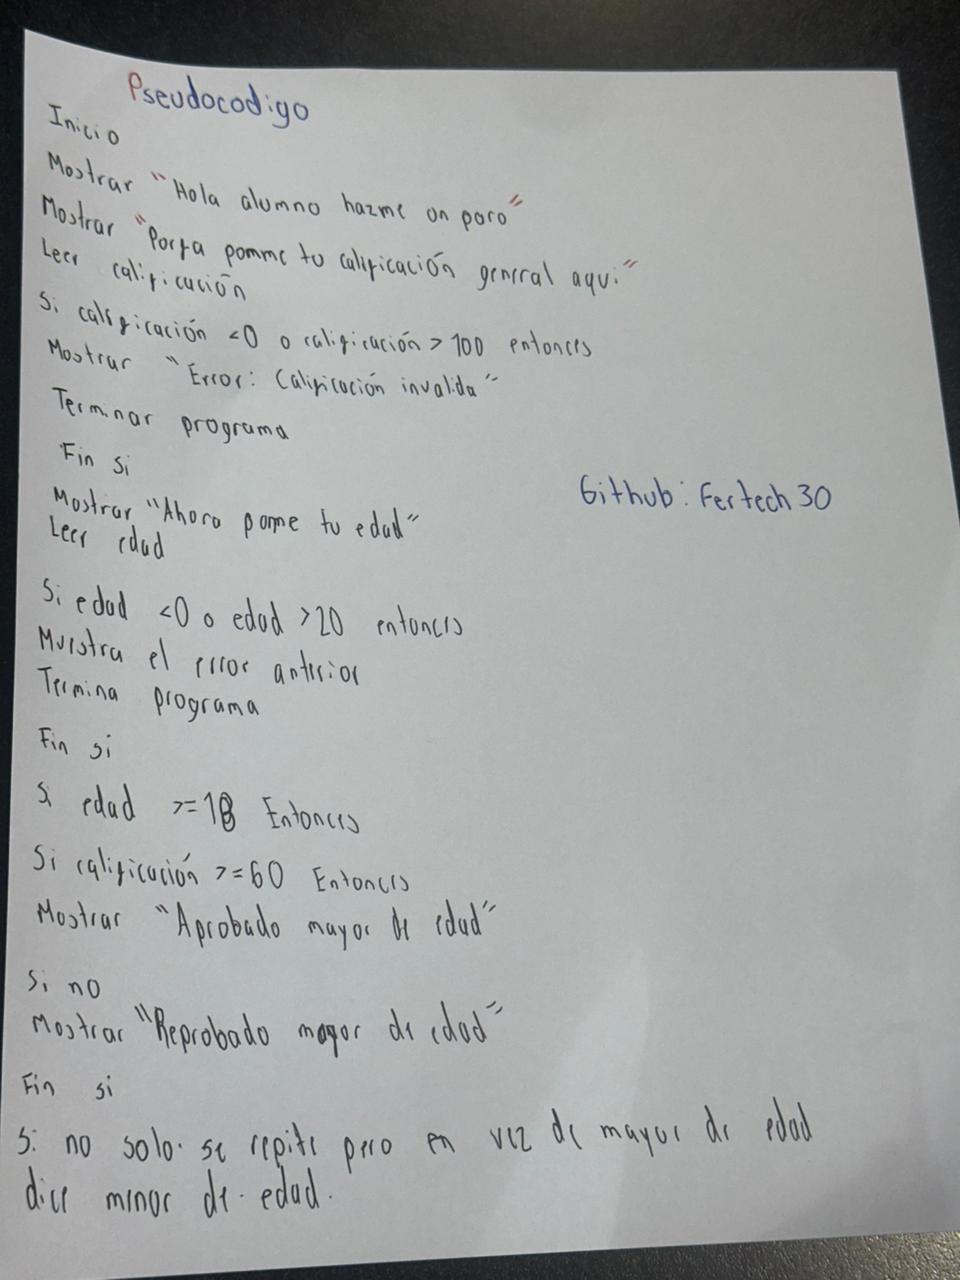 Pseudocodigo
Inicio
Mostrar "Hola alumno hazme un paro"
Mostrar "Porfa pomme tu calificación general aqui"
Leer calificación
Si calificación <0 o calificación > 100 entonces
Mostrar "Error: Calificación invalida"
Terminar programa
Fin si
Github: Fertech30
Mostrar "Ahora pome tu edad"
Leer edad
Si edad <0 o edad >20 entonces
Muestra el error anterior
Termina programa
Fin si
Si edad >=18 Entonces
Si calificación >=60 Entonces
Mostrar "Aprobado mayor de edad"
Si no
Mostrar "Reprobado mayor de edad"
Fin si
Si no solo se repite pero en vez de mayor de edad
dice minor de edad.